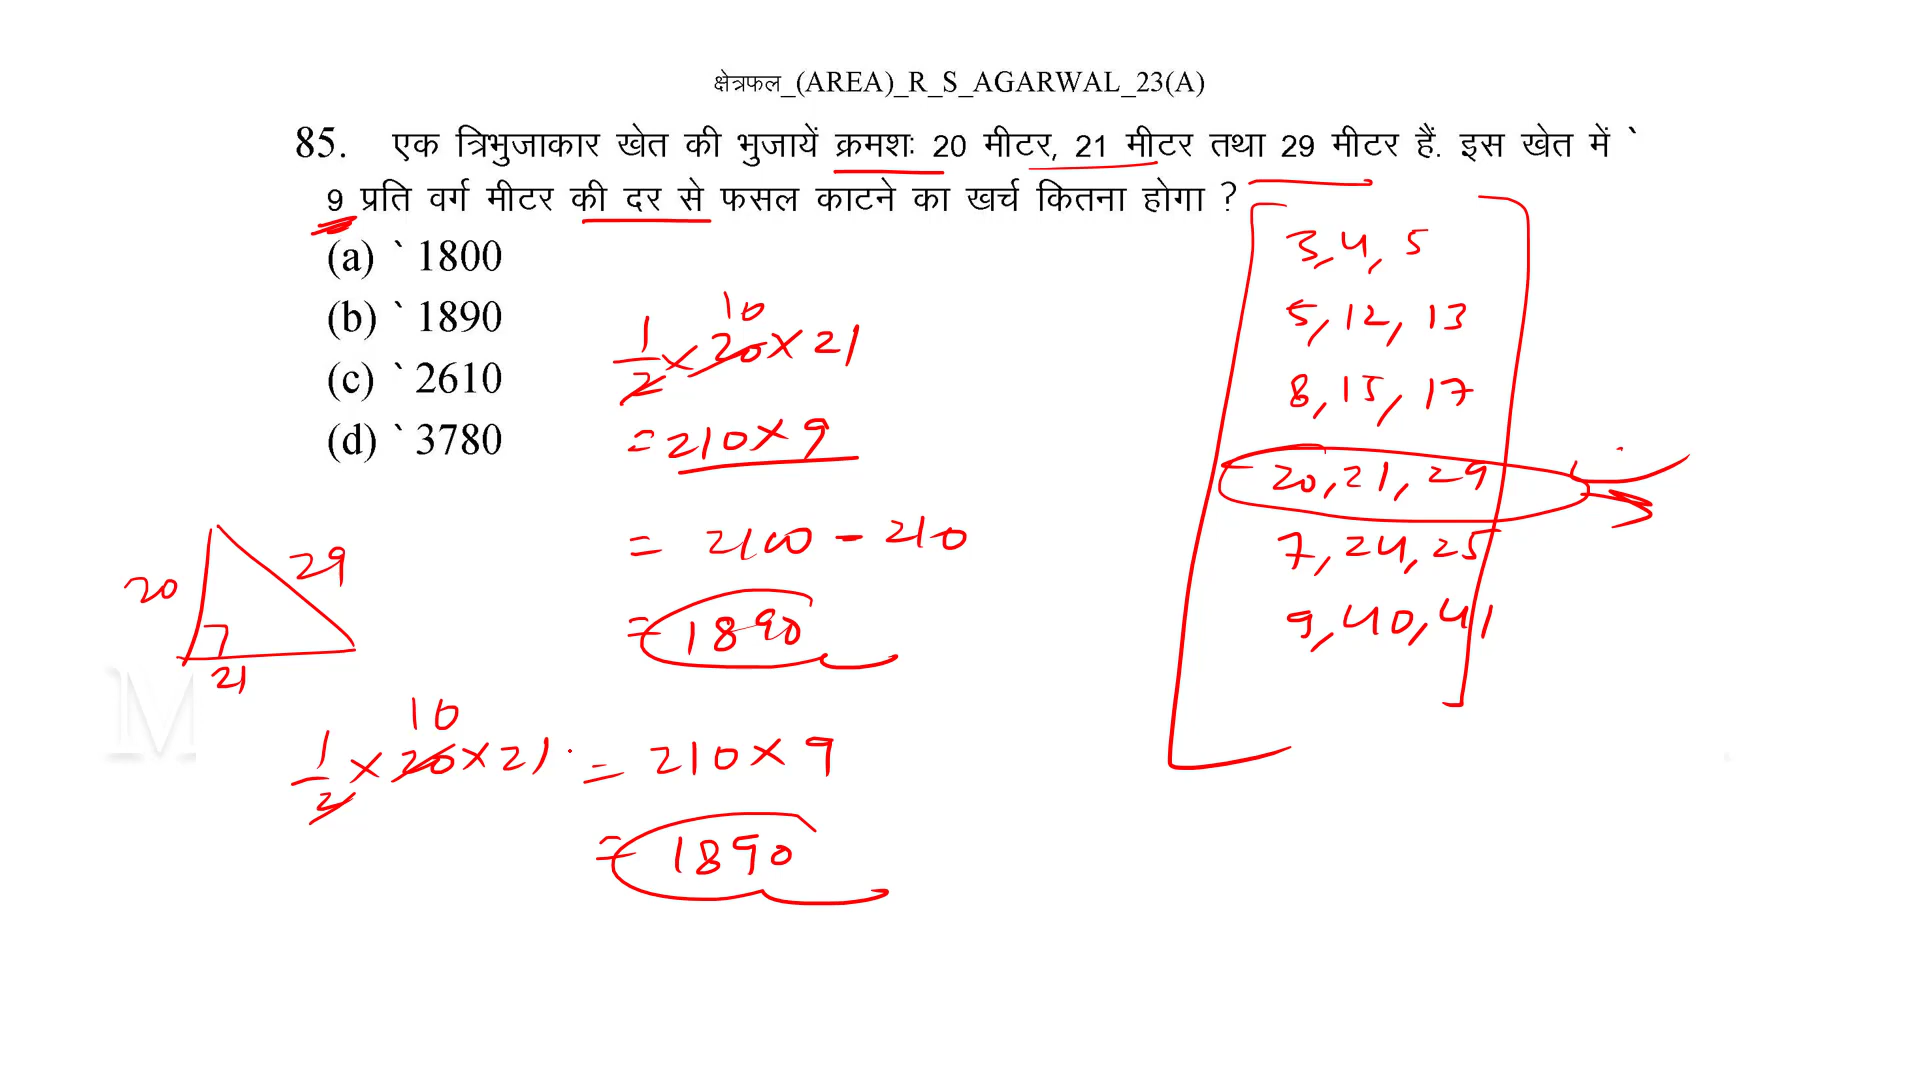 क्षेत्रफल_(AREA)_R_S_AGARWAL_23(A)
85. एक त्रिभुजाकार खेत की भुजायें क्रमशः 20 मीटर, 21 मीटर तथा 29 मीटर हैं. इस खेत में `
9 प्रति वर्ग मीटर की दर से फसल काटने का खर्च कितना होगा ?
(a) ` 1800
(b) ` 1890
(c) ` 2610
(d) ` 3780
10
1/2 × 20 × 21
= 210 × 9
= 2100 - 210
= 1890
3, 4, 5
5, 12, 13
8, 15, 17
20, 21, 29
7, 24, 25
9, 40, 41
20
29
21
10
1/2 × 20 × 21 = 210 × 9
= 1890
M